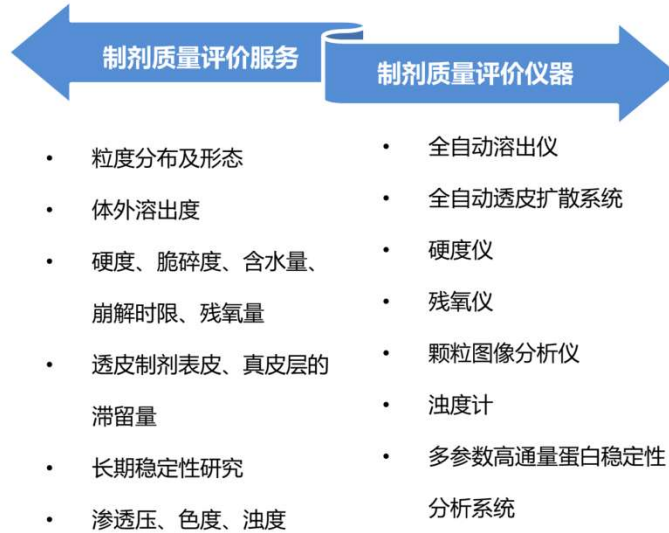 制剂质量评价服务
制剂质量评价仪器
• 粒度分布及形态
• 体外溶出度
• 硬度、脆碎度、含水量、
崩解时限、残氧量
• 透皮制剂表皮、真皮层的
滞留量
• 长期稳定性研究
• 渗透压、色度、浊度
• 全自动溶出仪
• 全自动透皮扩散系统
• 硬度仪
• 残氧仪
• 颗粒图像分析仪
• 浊度计
• 多参数高通量蛋白稳定性
分析系统